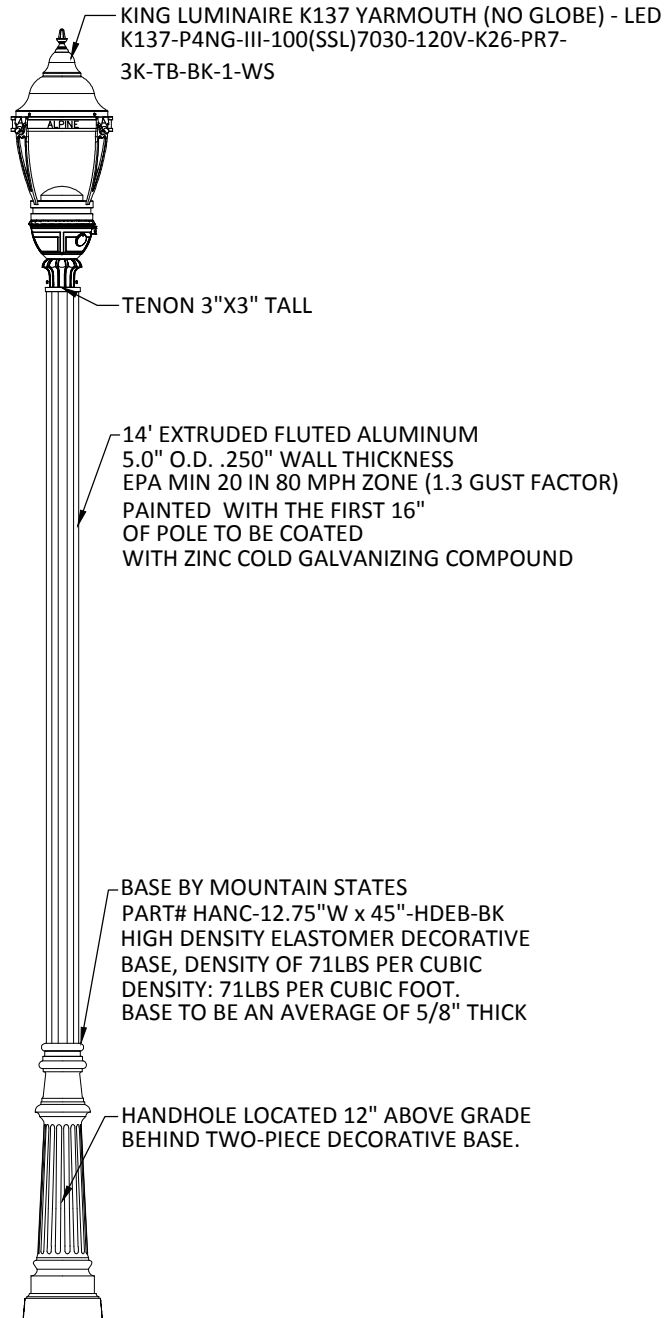 KING LUMINAIRE K137 YARMOUTH (NO GLOBE) - LED
K137-P4NG-III-100(SSL)7030-120V-K26-PR7-
3K-TB-BK-1-WS
ALPINE
TENON 3"X3" TALL
14' EXTRUDED FLUTED ALUMINUM
5.0" O.D. .250" WALL THICKNESS
EPA MIN 20 IN 80 MPH ZONE (1.3 GUST FACTOR)
PAINTED WITH THE FIRST 16"
OF POLE TO BE COATED
WITH ZINC COLD GALVANIZING COMPOUND
BASE BY MOUNTAIN STATES
PART# HANC-12.75"W x 45"-HDEB-BK
HIGH DENSITY ELASTOMER DECORATIVE
BASE, DENSITY OF 71LBS PER CUBIC
DENSITY: 71LBS PER CUBIC FOOT.
BASE TO BE AN AVERAGE OF 5/8" THICK
HANDHOLE LOCATED 12" ABOVE GRADE
BEHIND TWO-PIECE DECORATIVE BASE.